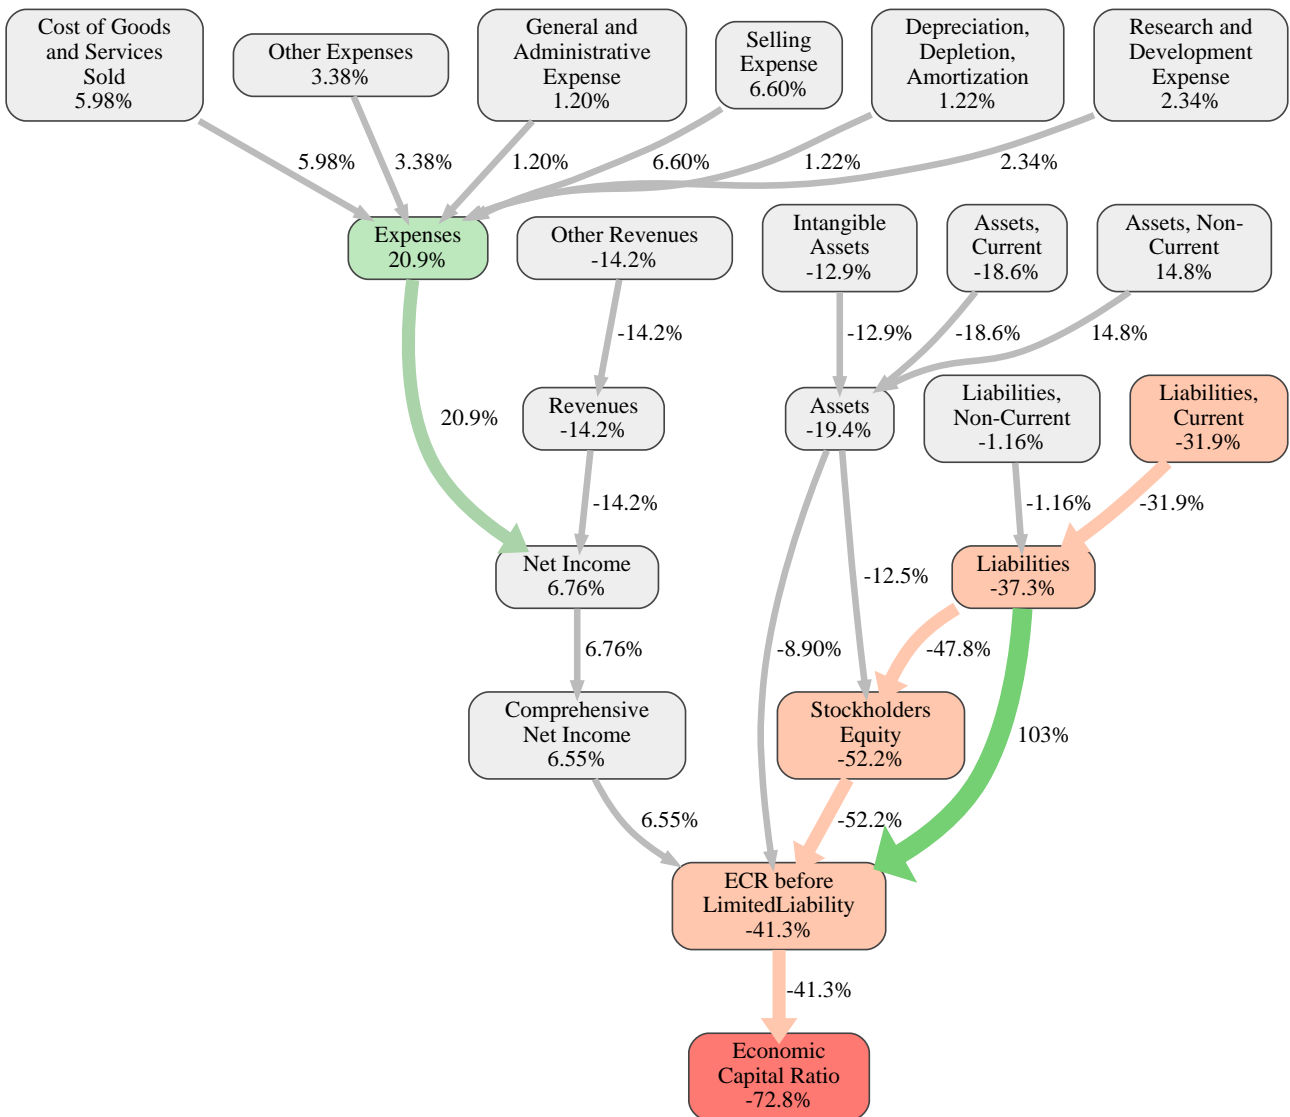 Cost of Goods
and Services
Sold
5.98%
Other Expenses
3.38%
General and
Administrative
Expense
1.20%
Selling
Expense
6.60%
Depreciation,
Depletion,
Amortization
1.22%
Research and
Development
Expense
2.34%
5.98%
3.38%
1.20%
6.60%
1.22%
2.34%
Expenses
20.9%
Other Revenues
-14.2%
Intangible
Assets
-12.9%
Assets,
Current
-18.6%
Assets, Non-
Current
14.8%
-14.2%
-12.9%
-18.6%
14.8%
20.9%
Revenues
-14.2%
Assets
-19.4%
Liabilities,
Non-Current
-1.16%
Liabilities,
Current
-31.9%
-14.2%
-1.16%
-31.9%
Net Income
6.76%
-12.5%
Liabilities
-37.3%
6.76%
-8.90%
-47.8%
Comprehensive
Net Income
6.55%
Stockholders
Equity
-52.2%
103%
6.55%
-52.2%
ECR before
LimitedLiability
-41.3%
-41.3%
Economic
Capital Ratio
-72.8%